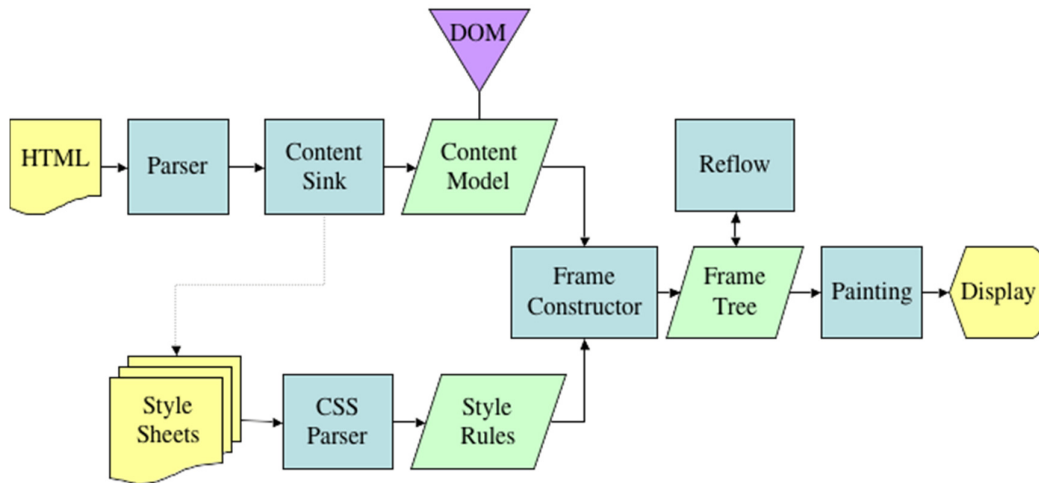 DOM
HTML
Parser
Content
Sink
Content
Model
Reflow
Frame
Constructor
Frame
Tree
Painting
Display
Style
Sheets
CSS
Parser
Style
Rules